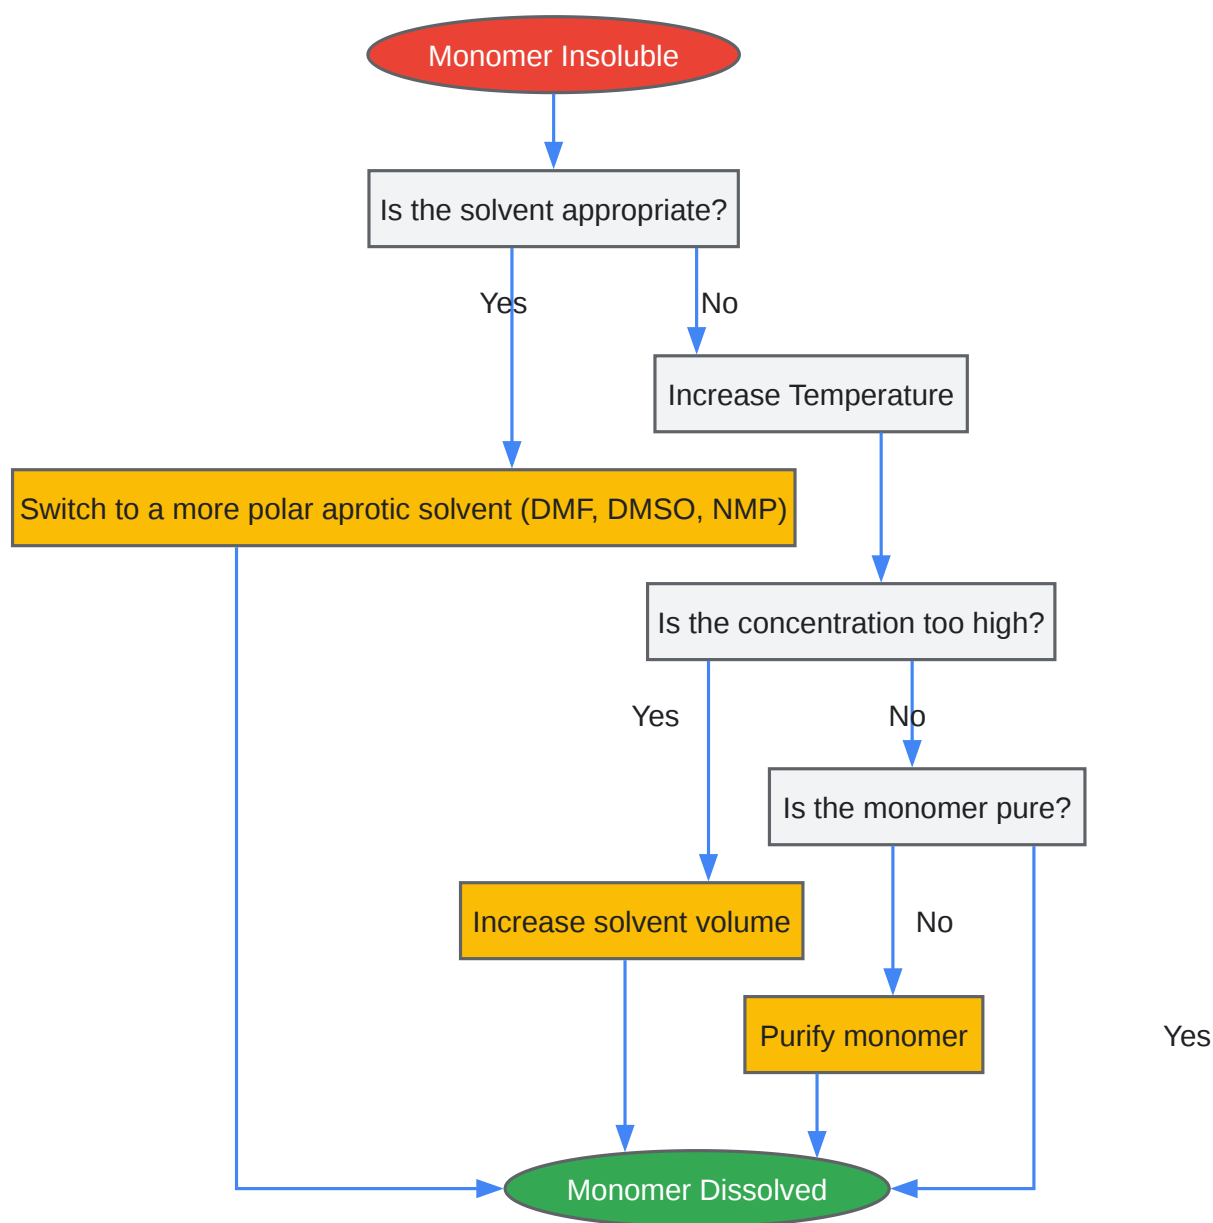 Monomer Insoluble
Is the solvent appropriate?
Yes
No
Increase Temperature
Switch to a more polar aprotic solvent (DMF, DMSO, NMP)
Is the concentration too high?
Yes
No
Is the monomer pure?
Increase solvent volume
No
Purify monomer
Yes
Monomer Dissolved